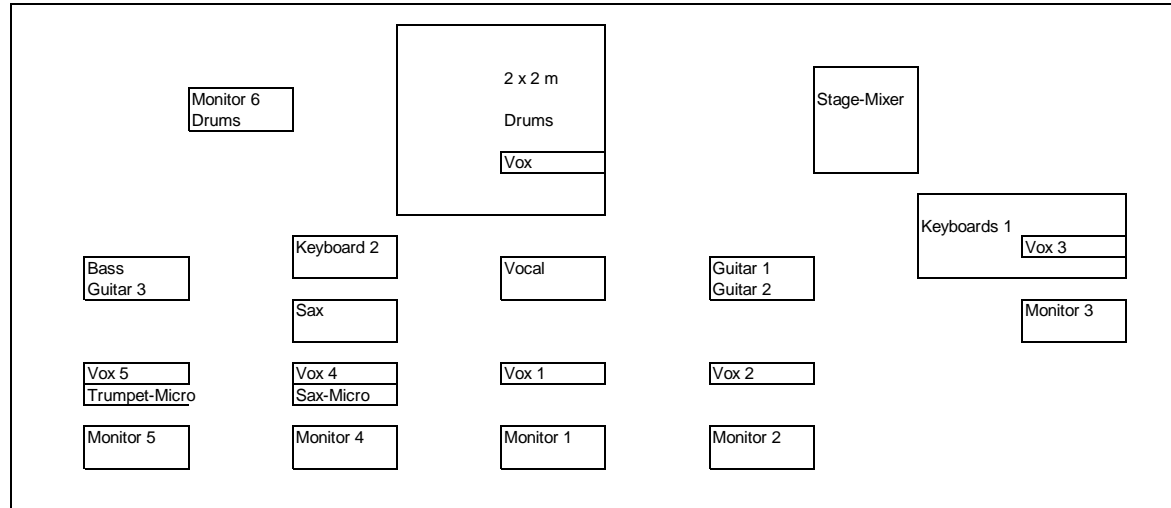 2 x 2 m
Monitor 6
Drums
Stage-Mixer
Drums
Vox
Keyboards 1
Keyboard 2
Vox 3
Bass
Guitar 3
Vocal
Guitar 1
Guitar 2
Sax
Monitor 3
Vox 5
Trumpet-Micro
Vox 4
Sax-Micro
Vox 1
Vox 2
Monitor 5
Monitor 4
Monitor 1
Monitor 2